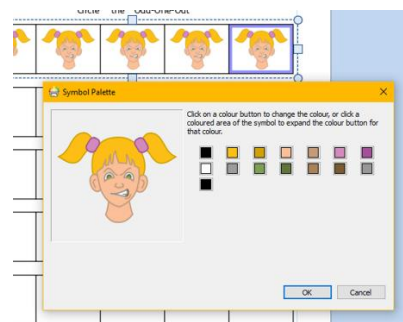 Circle the Odd-One-Out
Symbol Palette
Click on a colour button to change the colour, or click a
coloured area of the symbol to expand the colour button for
that colour.
OK Cancel